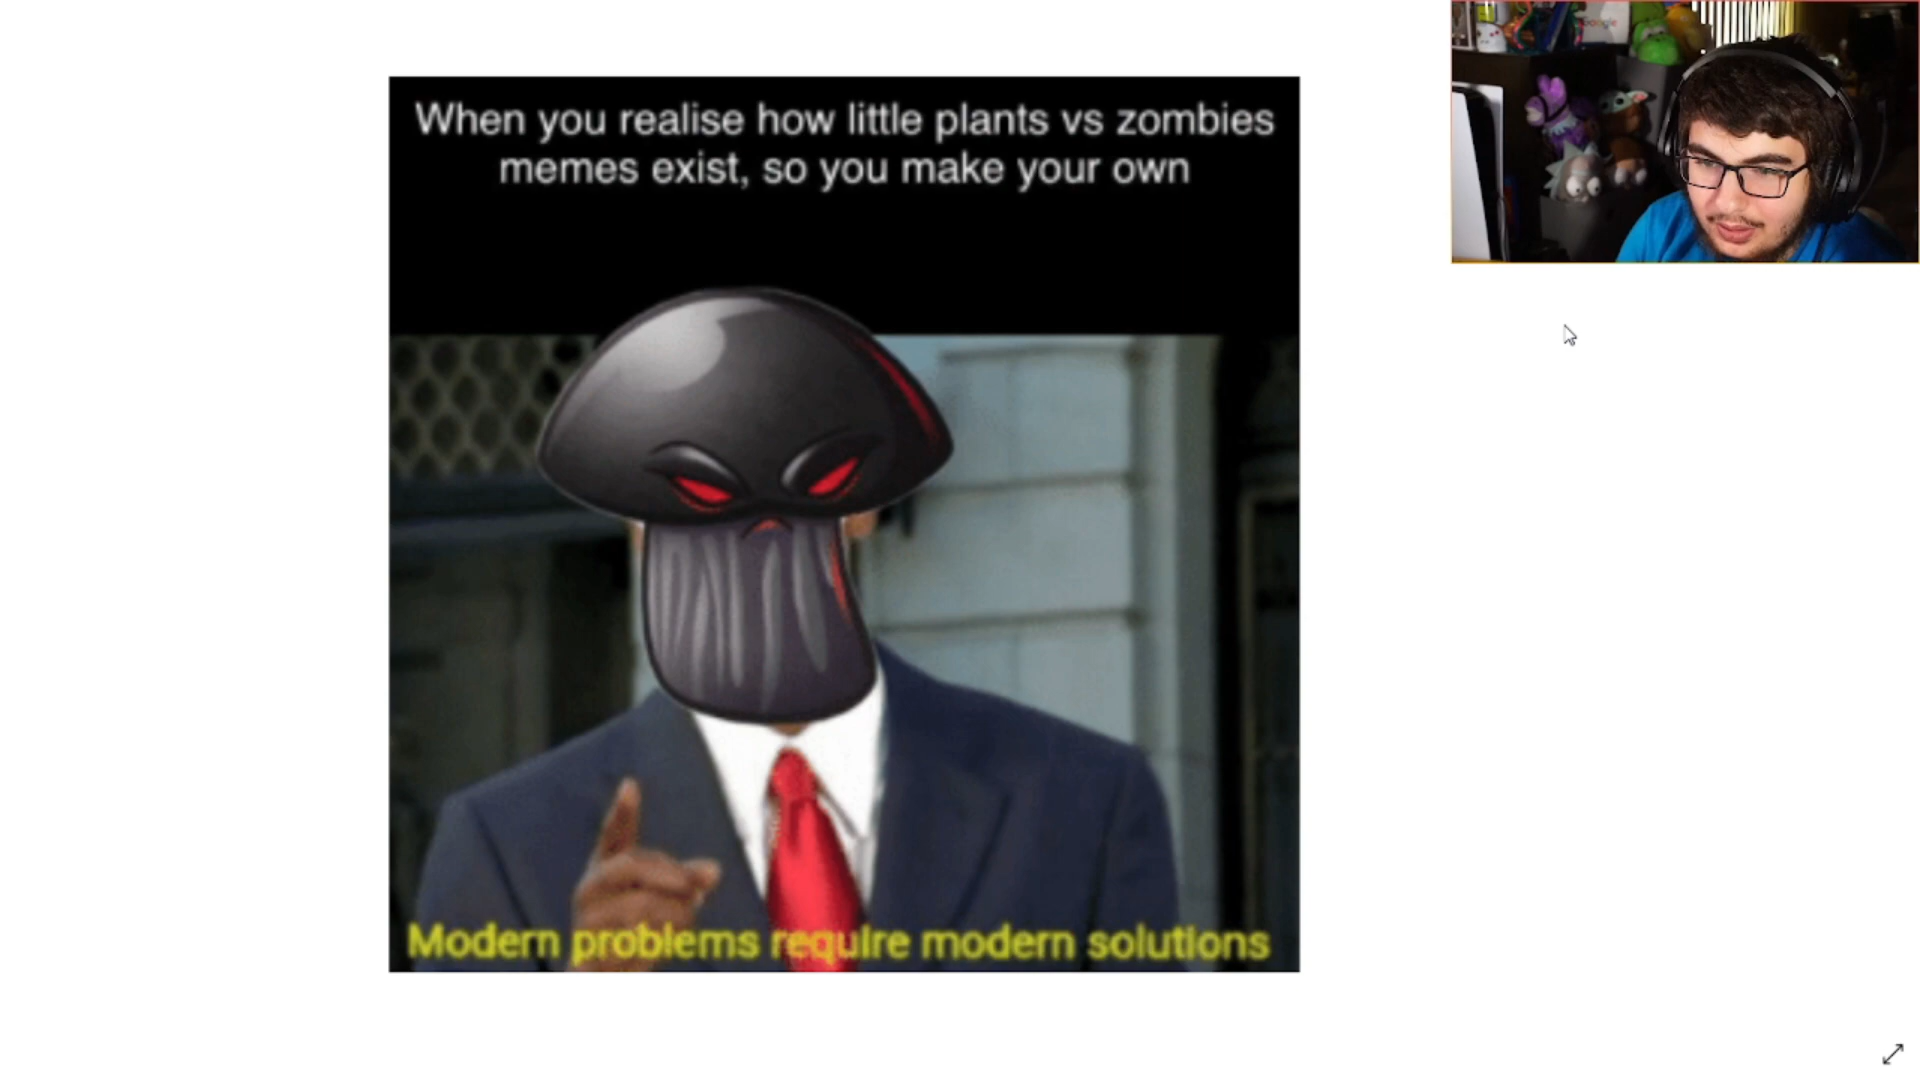 When you realise how little plants vs zombies
memes exist, so you make your own
Modern problems require modern solutions